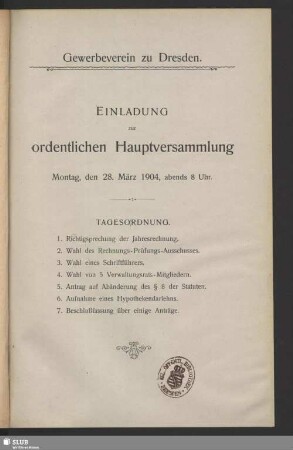 Gewerbeverein zu Dresden.
EINLADUNG
zur
ordentlichen Hauptversammlung
Montag, den 28. März 1904, abends 8 Uhr.
TAGESORDNUNG.
1. Richtigsprechung der Jahresrechnung.
2. Wahl des Rechnungs-Prüfungs-Ausschusses.
3. Wahl eines Schriftführers.
4. Wahl von 5 Verwaltungsrats-Mitgliedern.
5. Antrag auf Abänderung des § 8 der Statuten.
6. Aufnahme eines Hypothekendarlehns.
7. Beschlußfassung über einige Anträge.
SLUB